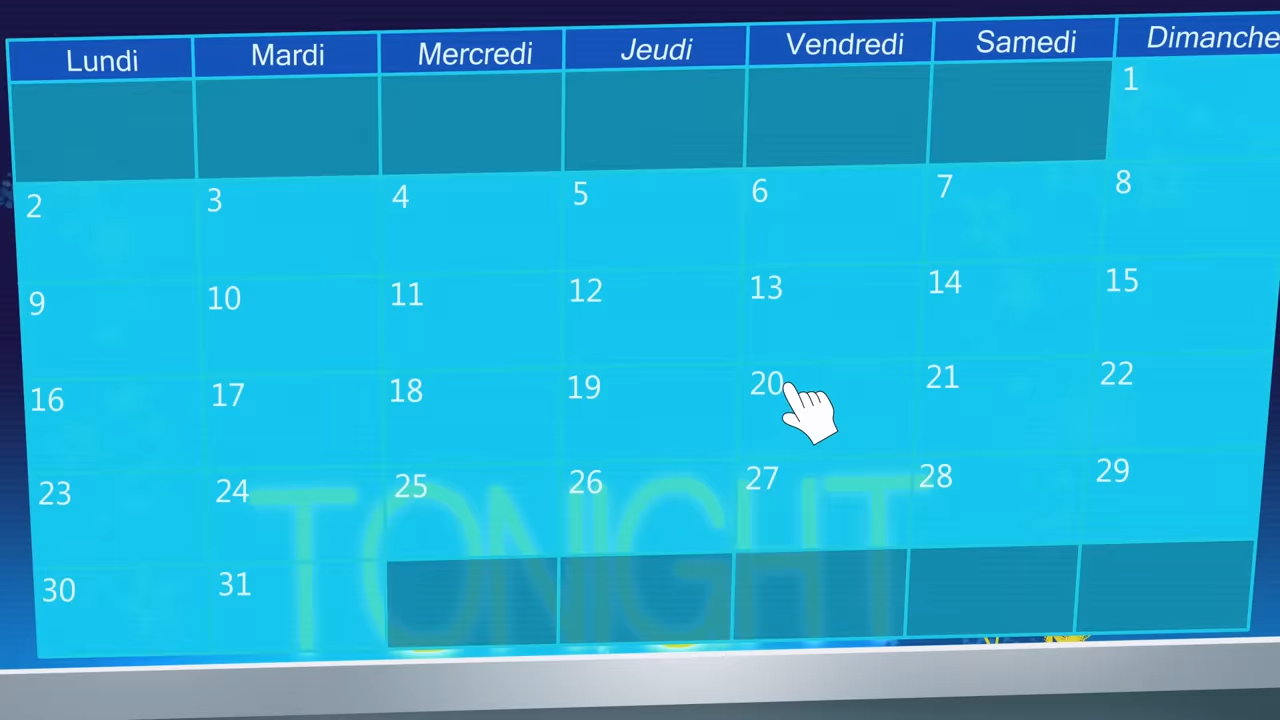 Lundi Mardi Mercredi Jeudi Vendredi Samedi Dimanche
1
2 3 4 5 6 7 8
9 10 11 12 13 14 15
16 17 18 19 20 21 22
23 24 25 26 27 28 29
TONIGHT
30 31